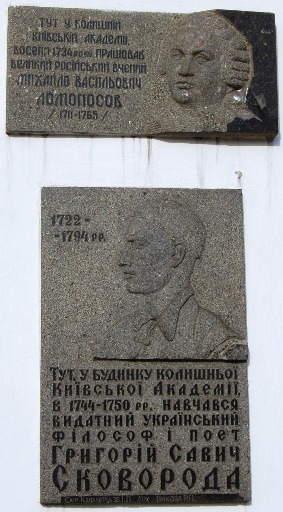 ТУТ У КОЛИШНІЙ
КИЇВСЬКІЙ АКАДЕМІЇ
ВОСЕНИ 1734 РОКУ ПРАЦЮВАВ
ВЕЛИКИЙ РОСІЙСЬКИЙ ВЧЕНИЙ
МИХАЙЛО ВАСИЛЬОВИЧ
ЛОМОНОСОВ
/ 1711-1765 /
1722-
-1794 РР.
ТУТ, У БУДИНКУ КОЛИШНЬОЇ
КИЇВСЬКОЇ АКАДЕМІЇ,
В 1744-1750 РР. НАВЧАВСЯ
ВИДАТНИЙ УКРАЇНСЬКИЙ
ФІЛОСОФ І ПОЕТ
ГРИГОРІЙ САВИЧ
СКОВОРОДА